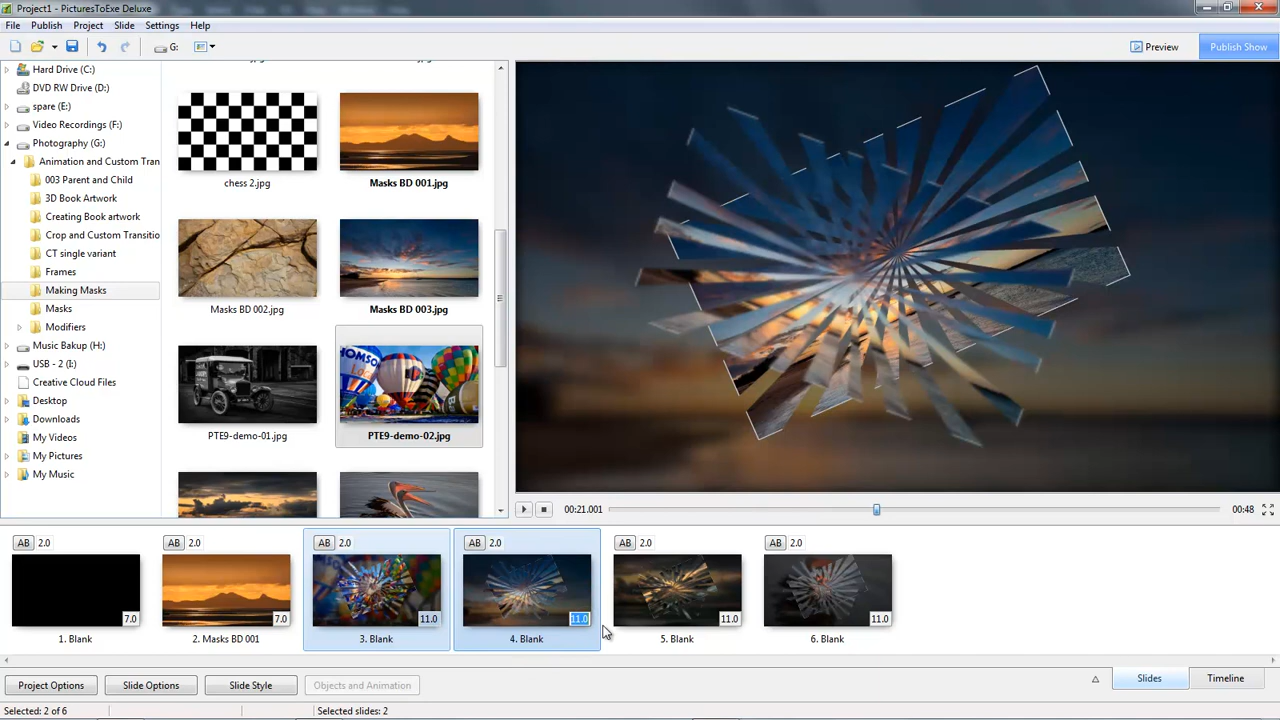 Project1 - PicturesToExe Deluxe
File Publish Project Slide Settings Help
G: Preview Publish Show
Hard Drive (C:)
DVD RW Drive (D:)
spare (E:)
Video Recordings (F:)
Photography (G:)
Animation and Custom Tran
003 Parent and Child
3D Book Artwork
Creating Book artwork
Crop and Custom Transitio
CT single variant
Frames
Making Masks
Masks
Modifiers
Music Bakup (H:)
USB - 2 (I:)
Creative Cloud Files
Desktop
Downloads
My Videos
My Pictures
My Music
chess 2.jpg Masks BD 001.jpg
Masks BD 002.jpg Masks BD 003.jpg
PTE9-demo-01.jpg PTE9-demo-02.jpg
00:21.001 00:48
AB 2.0 AB 2.0 AB 2.0 AB 2.0 AB 2.0 AB 2.0
7.0 7.0 11.0 11.0 11.0 11.0
1. Blank 2. Masks BD 001 3. Blank 4. Blank 5. Blank 6. Blank
Project Options Slide Options Slide Style Objects and Animation Slides Timeline
Selected: 2 of 6 Selected slides: 2